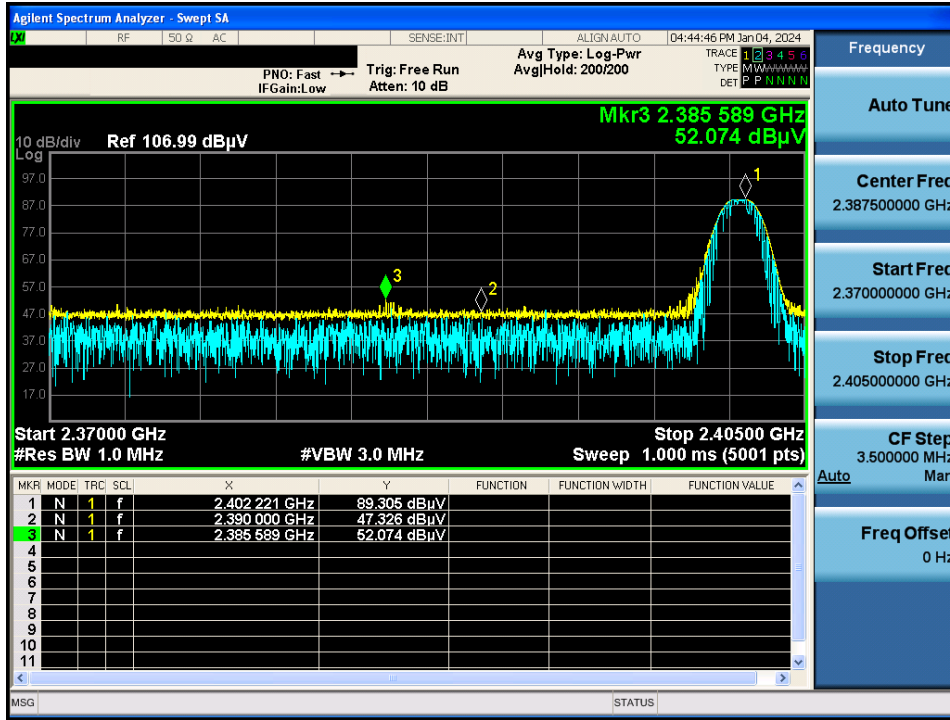 Agilent Spectrum Analyzer - Swept SA
LXI RF 50 Ω AC SENSE:INT ALIGN AUTO 04:44:46 PM Jan 04, 2024
PNO: Fast Trig: Free Run Avg Type: Log-Pwr TRACE 1 2 3 4 5 6
IFGain:Low Atten: 10 dB Avg|Hold: 200/200 TYPE M WWWWW
DET P P N N N N
Mkr3 2.385 589 GHz
52.074 dBµV
10 dB/div Ref 106.99 dBµV
Log
97.0
87.0
77.0
67.0
57.0
47.0
37.0
27.0
17.0
1
2
3
Start 2.37000 GHz Stop 2.40500 GHz
#Res BW 1.0 MHz #VBW 3.0 MHz Sweep 1.000 ms (5001 pts)
MKR MODE TRC SCL X Y FUNCTION FUNCTION WIDTH FUNCTION VALUE
1 N 1 f 2.402 221 GHz 89.305 dBµV
2 N 1 f 2.390 000 GHz 47.326 dBµV
3 N 1 f 2.385 589 GHz 52.074 dBµV
4
5
6
7
8
9
10
11
MSG STATUS
Frequency
Auto Tune
Center Freq
2.387500000 GHz
Start Freq
2.370000000 GHz
Stop Freq
2.405000000 GHz
CF Step
3.500000 MHz
Auto Man
Freq Offset
0 Hz